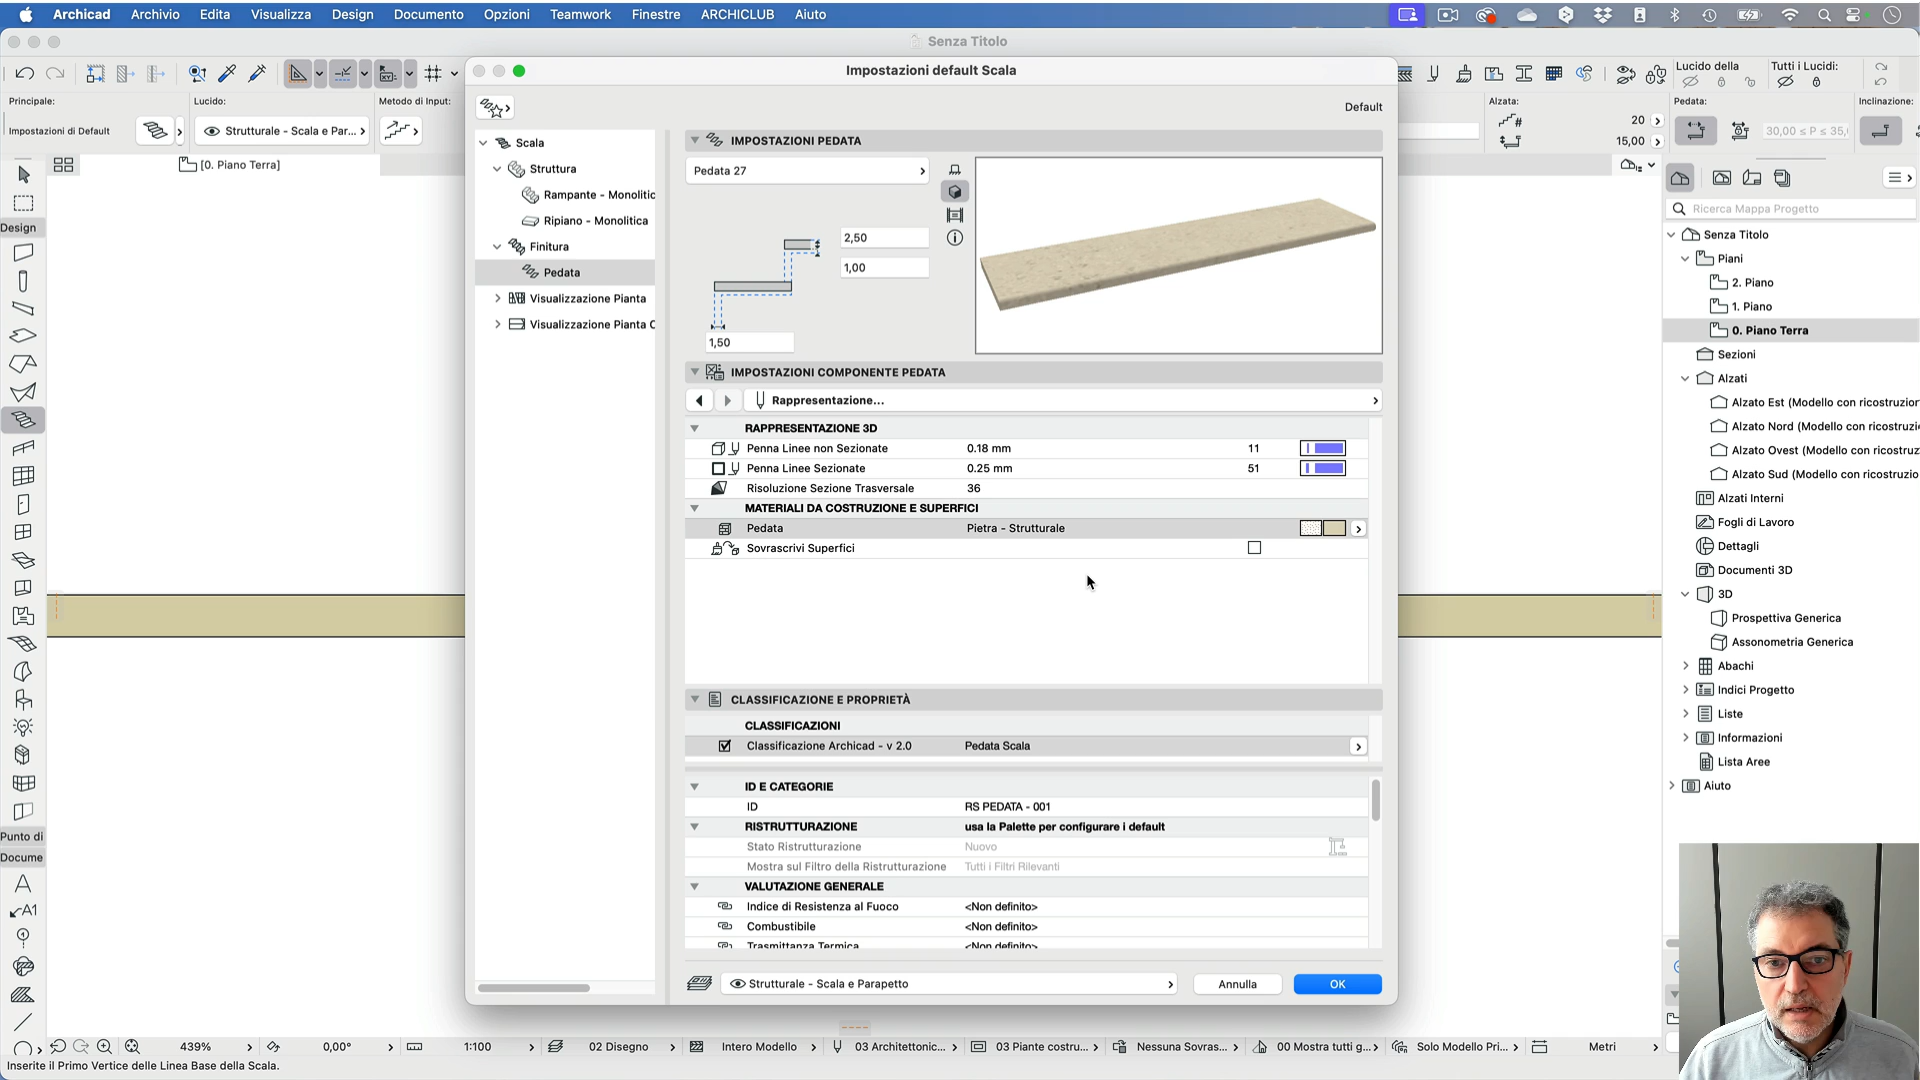 Archicad Archivio Edita Visualizza Design Documento Opzioni Teamwork Finestre ARCHICLUB Aiuto
Senza Titolo
Impostazioni default Scala
Lucido della
Tutti i Lucidi:
Principale:
Lucido:
Metodo di Input:
Default
Alzata:
Pedata:
Inclinazione:
Impostazioni di Default
Strutturale - Scala e Par...
20
15,00
30,00 ≤ P ≤ 35,
[0. Piano Terra]
Design
Punto di
Docume
Scala
Struttura
Rampante - Monolitic
Ripiano - Monolitica
Finitura
Pedata
Visualizzazione Pianta
Visualizzazione Pianta C
IMPOSTAZIONI PEDATA
Pedata 27
2,50
1,00
1,50
IMPOSTAZIONI COMPONENTE PEDATA
Rappresentazione...
RAPPRESENTAZIONE 3D
Penna Linee non Sezionate 0.18 mm 11
Penna Linee Sezionate 0.25 mm 51
Risoluzione Sezione Trasversale 36
MATERIALI DA COSTRUZIONE E SUPERFICI
Pedata Pietra - Strutturale
Sovrascrivi Superfici
CLASSIFICAZIONE E PROPRIETÀ
CLASSIFICAZIONI
Classificazione Archicad - v 2.0 Pedata Scala
ID E CATEGORIE
ID RS PEDATA - 001
RISTRUTTURAZIONE usa la Palette per configurare i default
Stato Ristrutturazione Nuovo
Mostra sul Filtro della Ristrutturazione Tutti i Filtri Rilevanti
VALUTAZIONE GENERALE
Indice di Resistenza al Fuoco <Non definito>
Combustibile <Non definito>
Trasmittanza Termica <Non definito>
Strutturale - Scala e Parapetto
Annulla
OK
Ricerca Mappa Progetto
Senza Titolo
Piani
2. Piano
1. Piano
0. Piano Terra
Sezioni
Alzati
Alzato Est (Modello con ricostruzion
Alzato Nord (Modello con ricostruzi
Alzato Ovest (Modello con ricostruz
Alzato Sud (Modello con ricostruzio
Alzati Interni
Fogli di Lavoro
Dettagli
Documenti 3D
3D
Prospettiva Generica
Assonometria Generica
Abachi
Indici Progetto
Liste
Informazioni
Lista Aree
Aiuto
439% 0,00° 1:100 02 Disegno Intero Modello 03 Architettonic... 03 Piante costru... Nessuna Sovras... 00 Mostra tutti g... Solo Modello Pri... Metri
Inserite il Primo Vertice delle Linea Base della Scala.